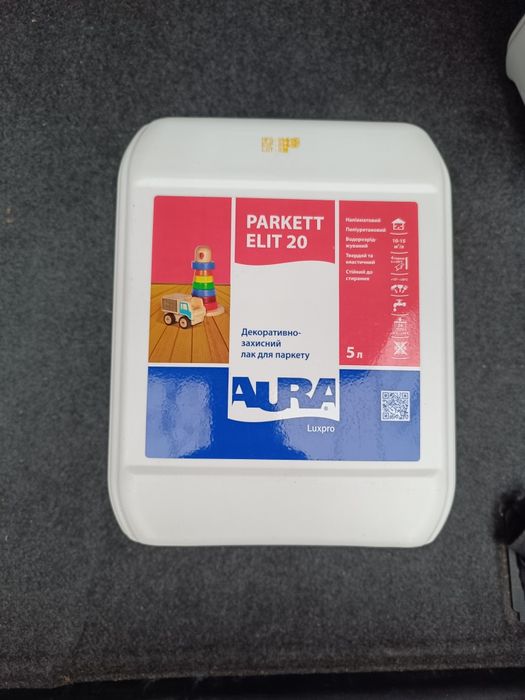 PARKETT
ELIT 20
Напівматовий
Поліуретановий
Водорозрід-
жуваний
Твердий та
еластичний
Стійкий до
стирання
10-15
м²/л
Декоративно-
захисний
лак для паркету
5 л
AURA
®
Luxpro